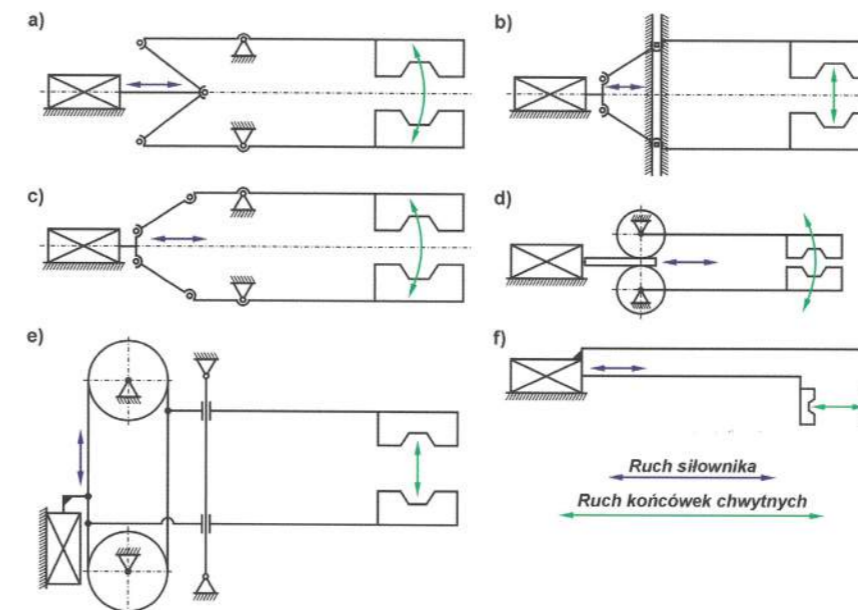 a)
b)
c)
d)
e)
f)
Ruch siłownika
Ruch końcówek chwytnych